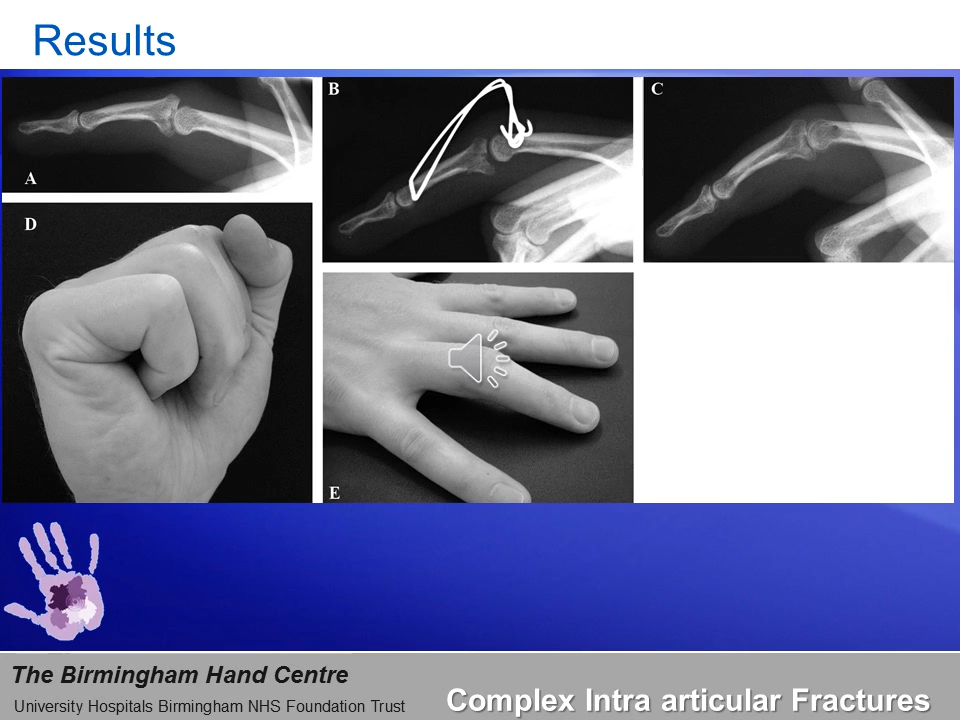 Results
A
B
C
D
E
The Birmingham Hand Centre
University Hospitals Birmingham NHS Foundation Trust
Complex Intra articular Fractures